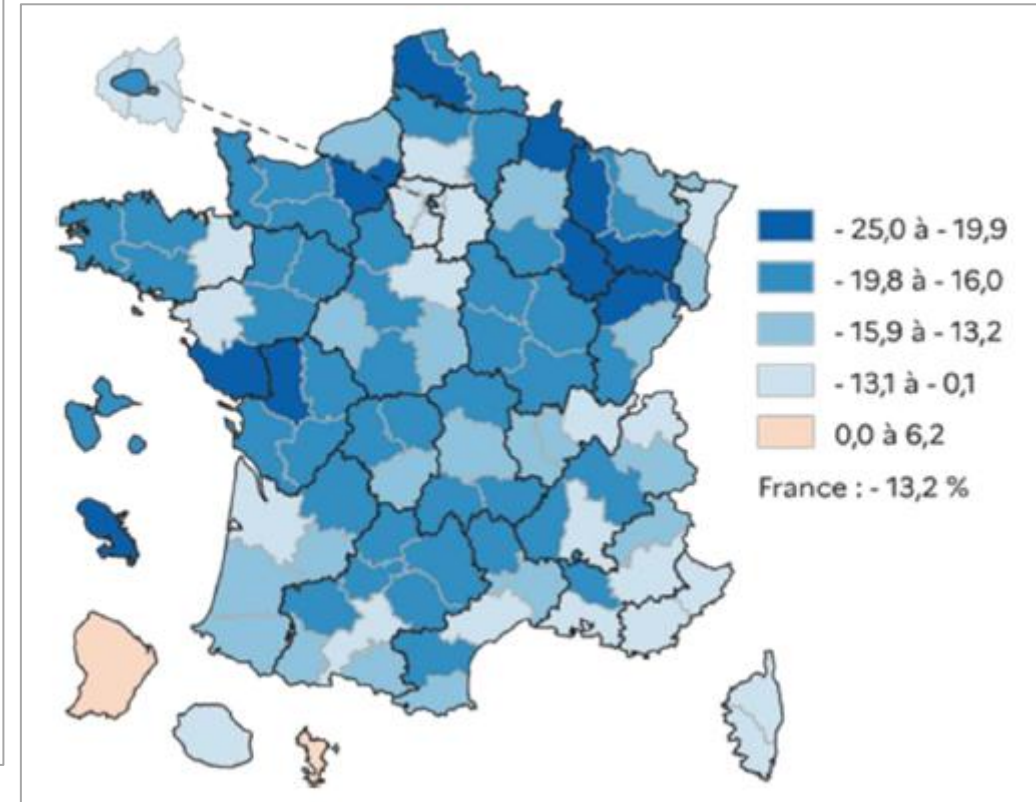 - 25,0 à - 19,9
- 19,8 à - 16,0
- 15,9 à - 13,2
- 13,1 à - 0,1
0,0 à 6,2
France : - 13,2 %